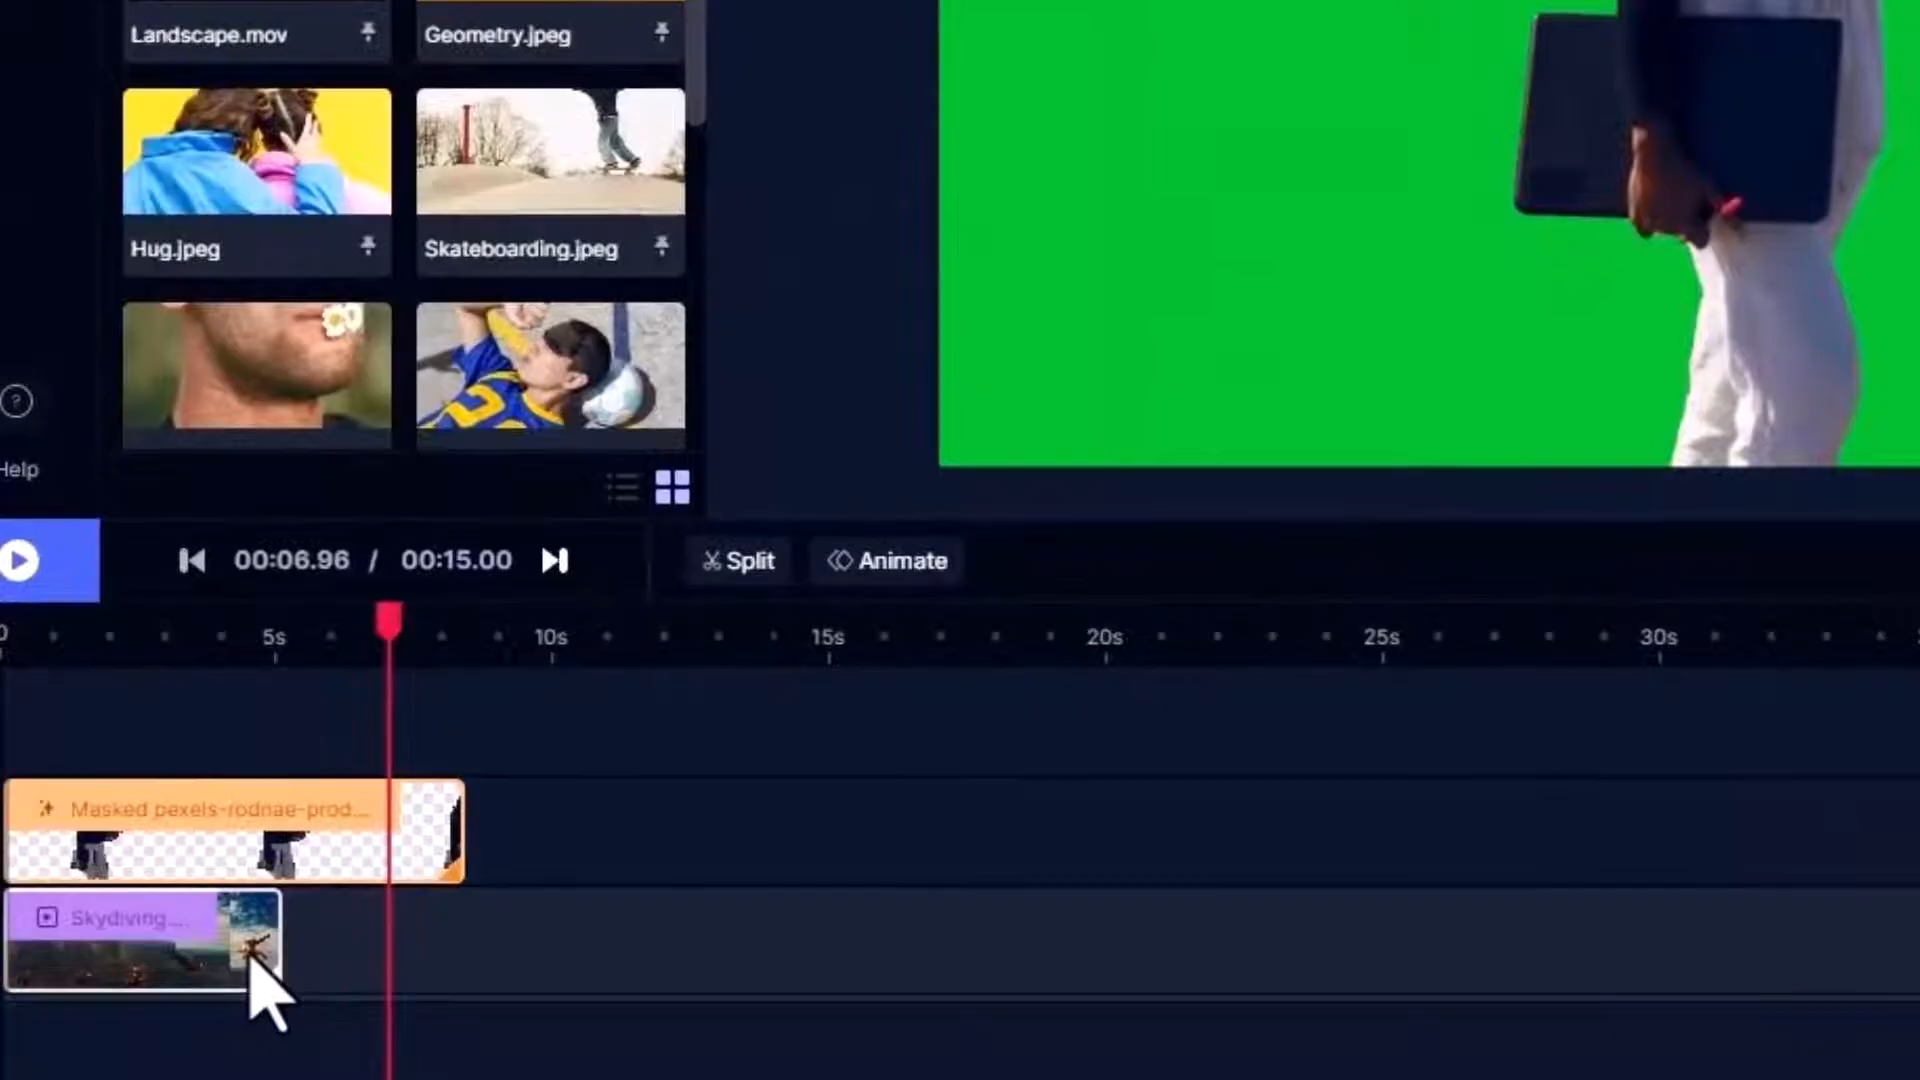 Landscape.mov
Geometry.jpeg
Hug.jpeg
Skateboarding.jpeg
?
Help
00:06.96 / 00:15.00
Split
Animate
0 5s 10s 15s 20s 25s 30s
Masked pexels-rodnae-prod...
Skydiving....